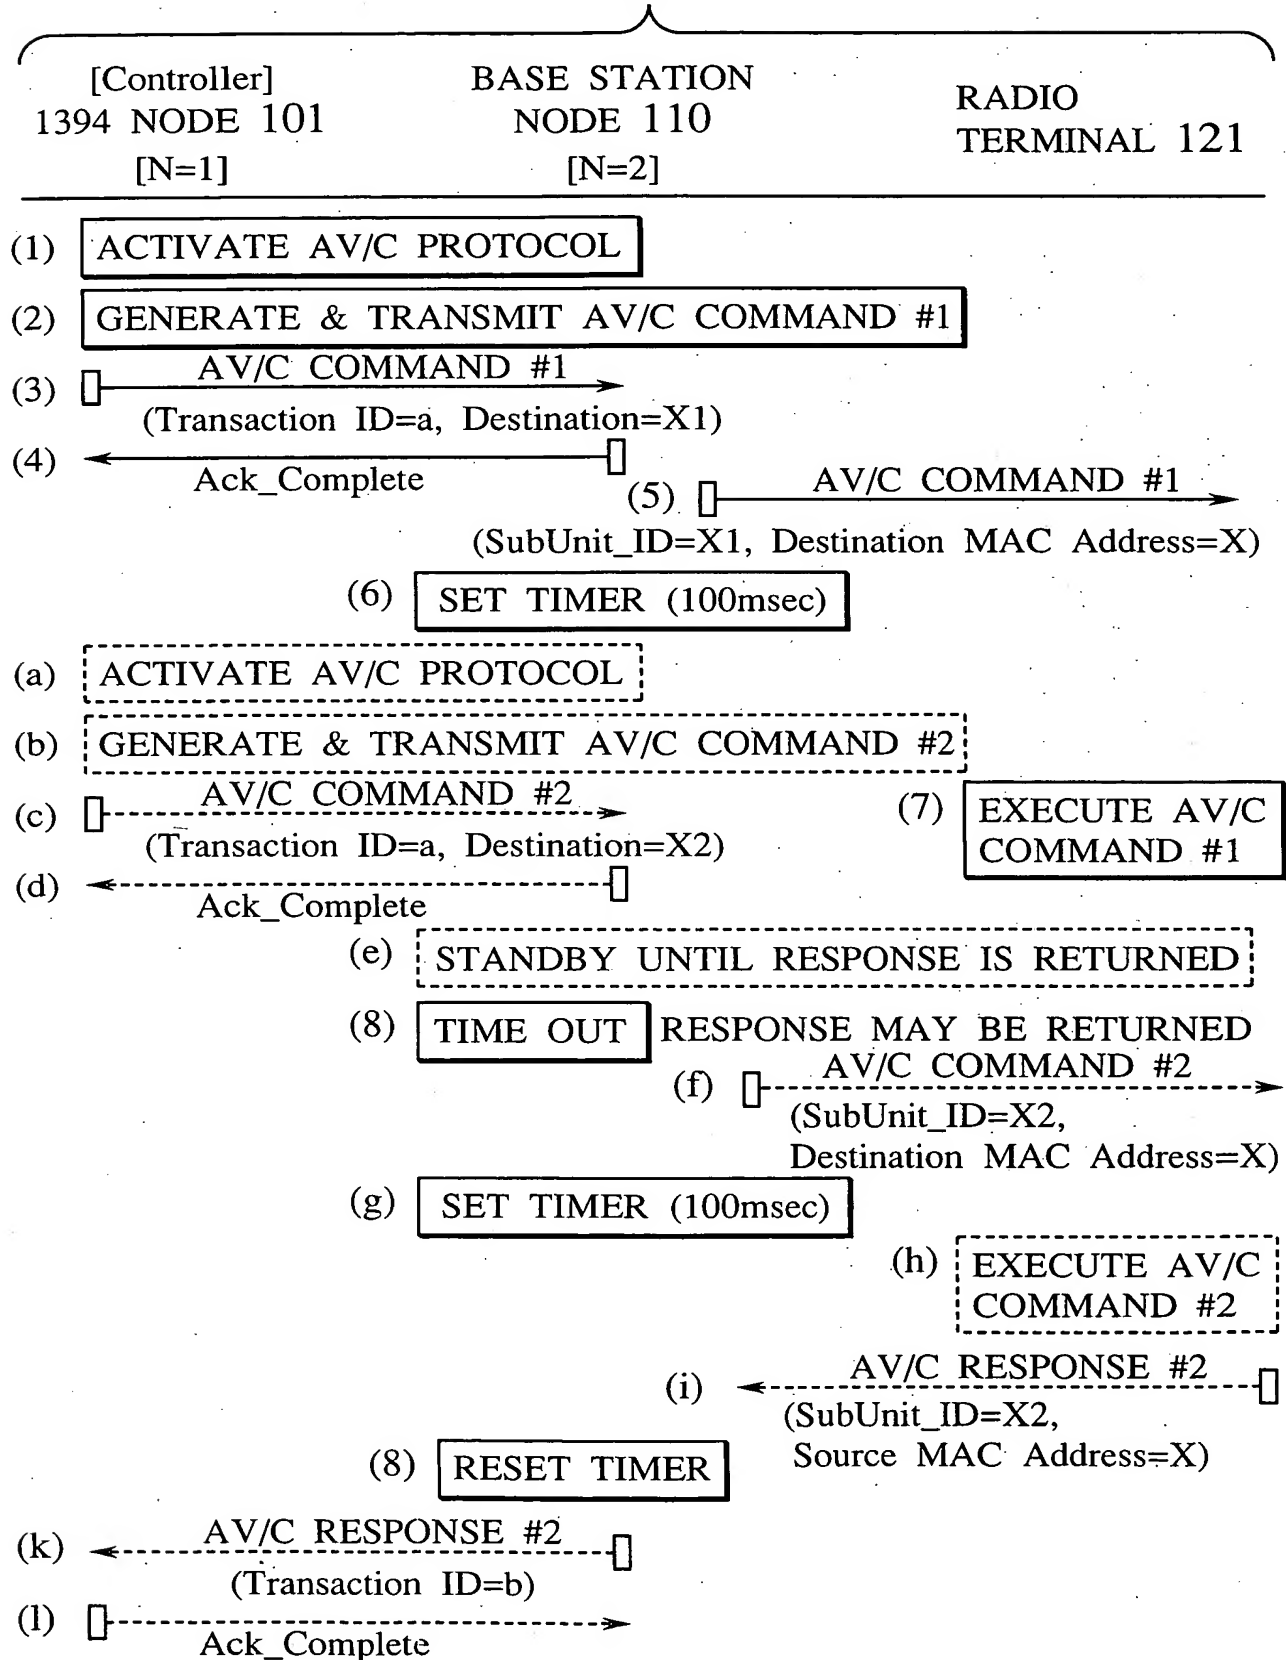 [Controller] BASE STATION RADIO
1394 NODE 101 NODE 110 TERMINAL 121
[N=1] [N=2]
(1) ACTIVATE AV/C PROTOCOL
(2) GENERATE & TRANSMIT AV/C COMMAND #1
(3) AV/C COMMAND #1
(Transaction ID=a, Destination=X1)
(4) Ack_Complete
(5) AV/C COMMAND #1
(SubUnit_ID=X1, Destination MAC Address=X)
(6) SET TIMER (100msec)
(a) ACTIVATE AV/C PROTOCOL
(b) GENERATE & TRANSMIT AV/C COMMAND #2
(c) AV/C COMMAND #2
(Transaction ID=a, Destination=X2)
(7) EXECUTE AV/C
COMMAND #1
(d) Ack_Complete
(e) STANDBY UNTIL RESPONSE IS RETURNED
(8) TIME OUT RESPONSE MAY BE RETURNED
(f) AV/C COMMAND #2
(SubUnit_ID=X2,
Destination MAC Address=X)
(g) SET TIMER (100msec)
(h) EXECUTE AV/C
COMMAND #2
(i) AV/C RESPONSE #2
(SubUnit_ID=X2,
Source MAC Address=X)
(8) RESET TIMER
(k) AV/C RESPONSE #2
(Transaction ID=b)
(l) Ack_Complete